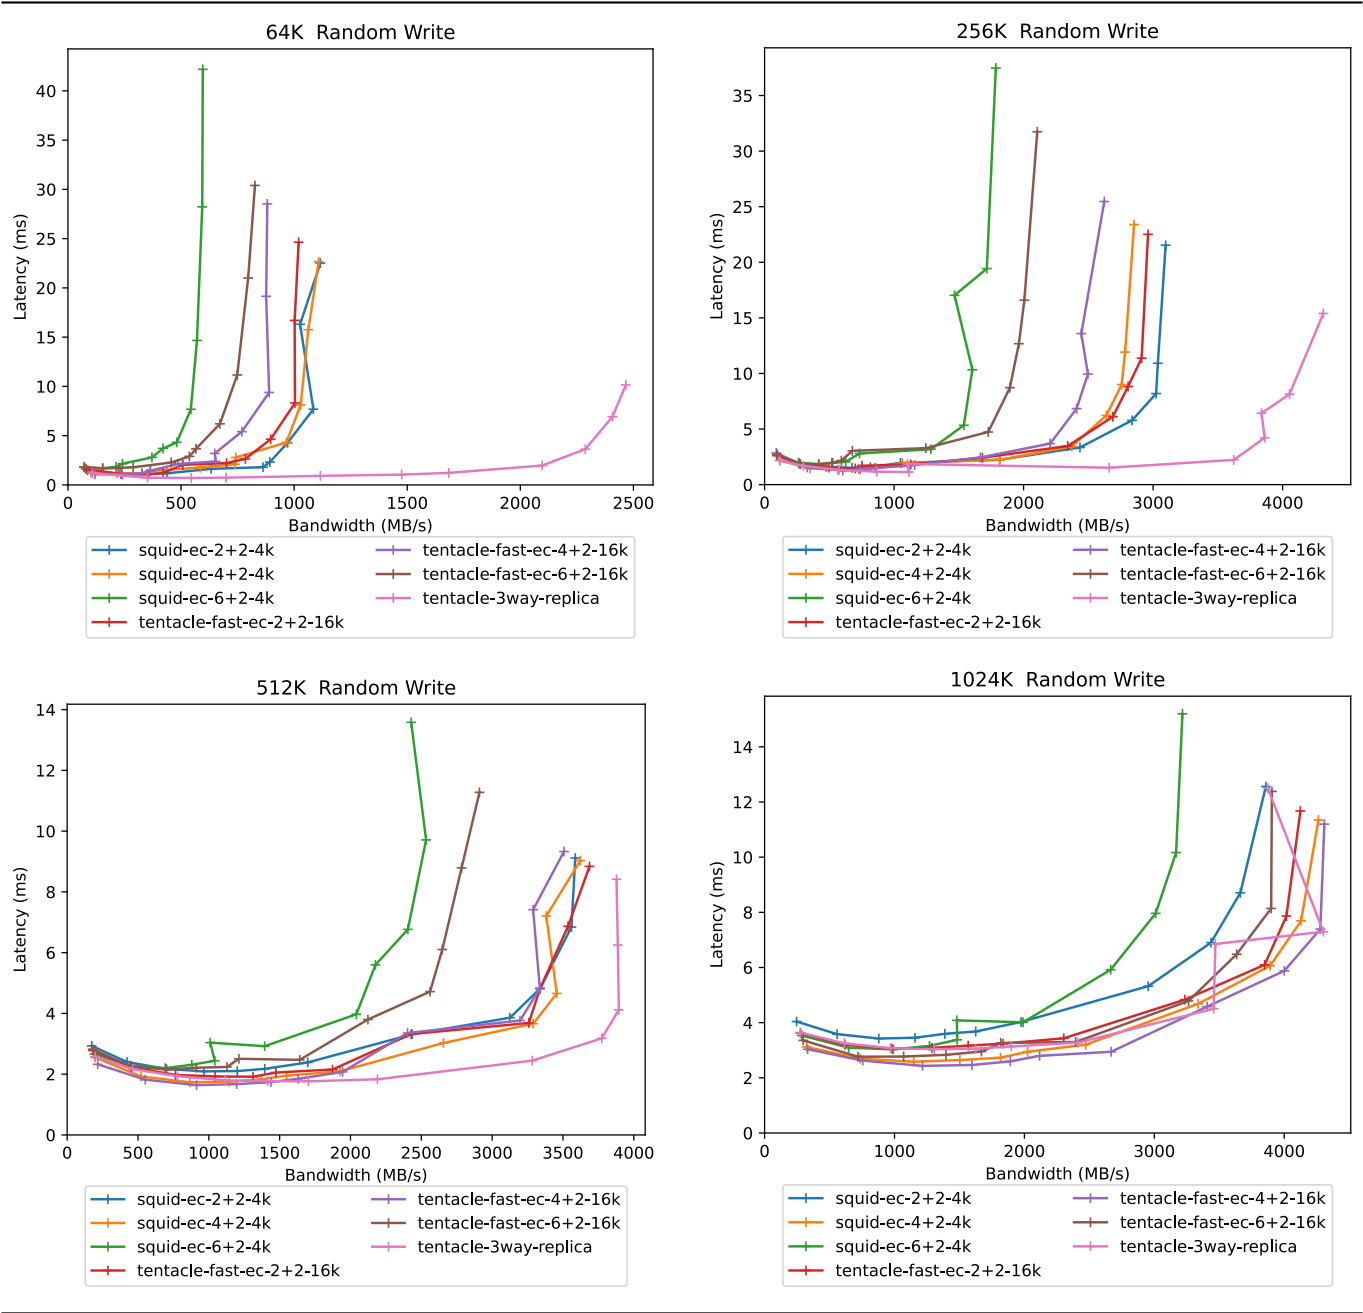 64K  Random Write
Latency (ms)
40
35
30
25
20
15
10
5
0
0 500 1000 1500 2000 2500
Bandwidth (MB/s)
squid-ec-2+2-4k
squid-ec-4+2-4k
squid-ec-6+2-4k
tentacle-fast-ec-2+2-16k
tentacle-fast-ec-4+2-16k
tentacle-fast-ec-6+2-16k
tentacle-3way-replica
256K  Random Write
Latency (ms)
35
30
25
20
15
10
5
0
0 1000 2000 3000 4000
Bandwidth (MB/s)
squid-ec-2+2-4k
squid-ec-4+2-4k
squid-ec-6+2-4k
tentacle-fast-ec-2+2-16k
tentacle-fast-ec-4+2-16k
tentacle-fast-ec-6+2-16k
tentacle-3way-replica
512K  Random Write
Latency (ms)
14
12
10
8
6
4
2
0
0 500 1000 1500 2000 2500 3000 3500 4000
Bandwidth (MB/s)
squid-ec-2+2-4k
squid-ec-4+2-4k
squid-ec-6+2-4k
tentacle-fast-ec-2+2-16k
tentacle-fast-ec-4+2-16k
tentacle-fast-ec-6+2-16k
tentacle-3way-replica
1024K  Random Write
Latency (ms)
14
12
10
8
6
4
2
0
0 1000 2000 3000 4000
Bandwidth (MB/s)
squid-ec-2+2-4k
squid-ec-4+2-4k
squid-ec-6+2-4k
tentacle-fast-ec-2+2-16k
tentacle-fast-ec-4+2-16k
tentacle-fast-ec-6+2-16k
tentacle-3way-replica